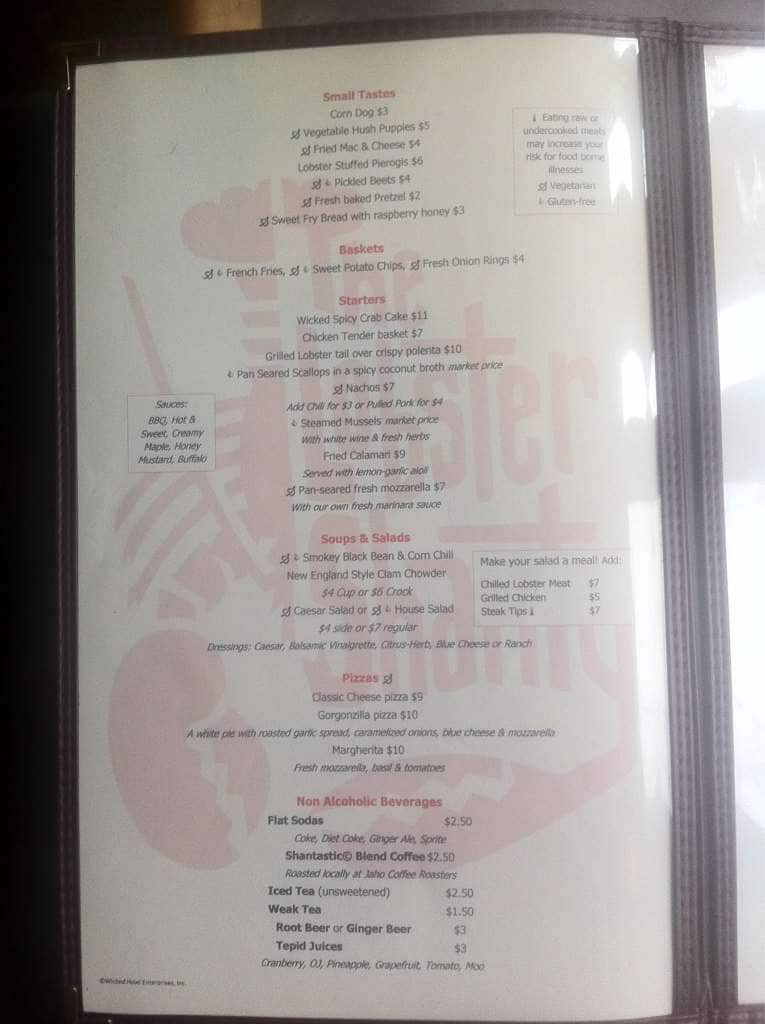 Small Tastes
Corn Dog $3
Vegetable Hush Puppies $5
Fried Mac & Cheese $4
Lobster Stuffed Pierogis $6
Pickled Beets $4
Fresh baked Pretzel $2
Sweet Fry Bread with raspberry honey $3
Eating raw or
undercooked meats
may increase your
risk for food borne
illnesses
Vegetarian
Gluten-free
Baskets
French Fries, Sweet Potato Chips, Fresh Onion Rings $4
Starters
Wicked Spicy Crab Cake $11
Chicken Tender basket $7
Grilled Lobster tail over crispy polenta $10
Pan Seared Scallops in a spicy coconut broth market price
Nachos $7
Add Chili for $3 or Pulled Pork for $4
Steamed Mussels market price
With white wine & fresh herbs
Fried Calamari $9
Served with lemon-garlic aioli
Pan-seared fresh mozzarella $7
With our own fresh marinara sauce
Sauces:
BBQ, Hot &
Sweet, Creamy
Maple, Honey
Mustard, Buffalo
Soups & Salads
Smokey Black Bean & Corn Chili
New England Style Clam Chowder
$4 Cup or $6 Crock
Caesar Salad or House Salad
$4 side or $7 regular
Dressings: Caesar, Balsamic Vinaigrette, Citrus-Herb, Blue Cheese or Ranch
Make your salad a meal! Add:
Chilled Lobster Meat $7
Grilled Chicken $5
Steak Tips $7
Pizzas
Classic Cheese pizza $9
Gorgonzilla pizza $10
A white pie with roasted garlic spread, caramelized onions, blue cheese & mozzarella
Margherita $10
Fresh mozzarella, basil & tomatoes
Non Alcoholic Beverages
Flat Sodas $2.50
Coke, Diet Coke, Ginger Ale, Sprite
Shantastic© Blend Coffee $2.50
Roasted locally at Jaho Coffee Roasters
Iced Tea (unsweetened) $2.50
Weak Tea $1.50
Root Beer or Ginger Beer $3
Tepid Juices $3
Cranberry, OJ, Pineapple, Grapefruit, Tomato, Moo
©Wicked Howl Enterprises, Inc.
The
Lobster
Shanty